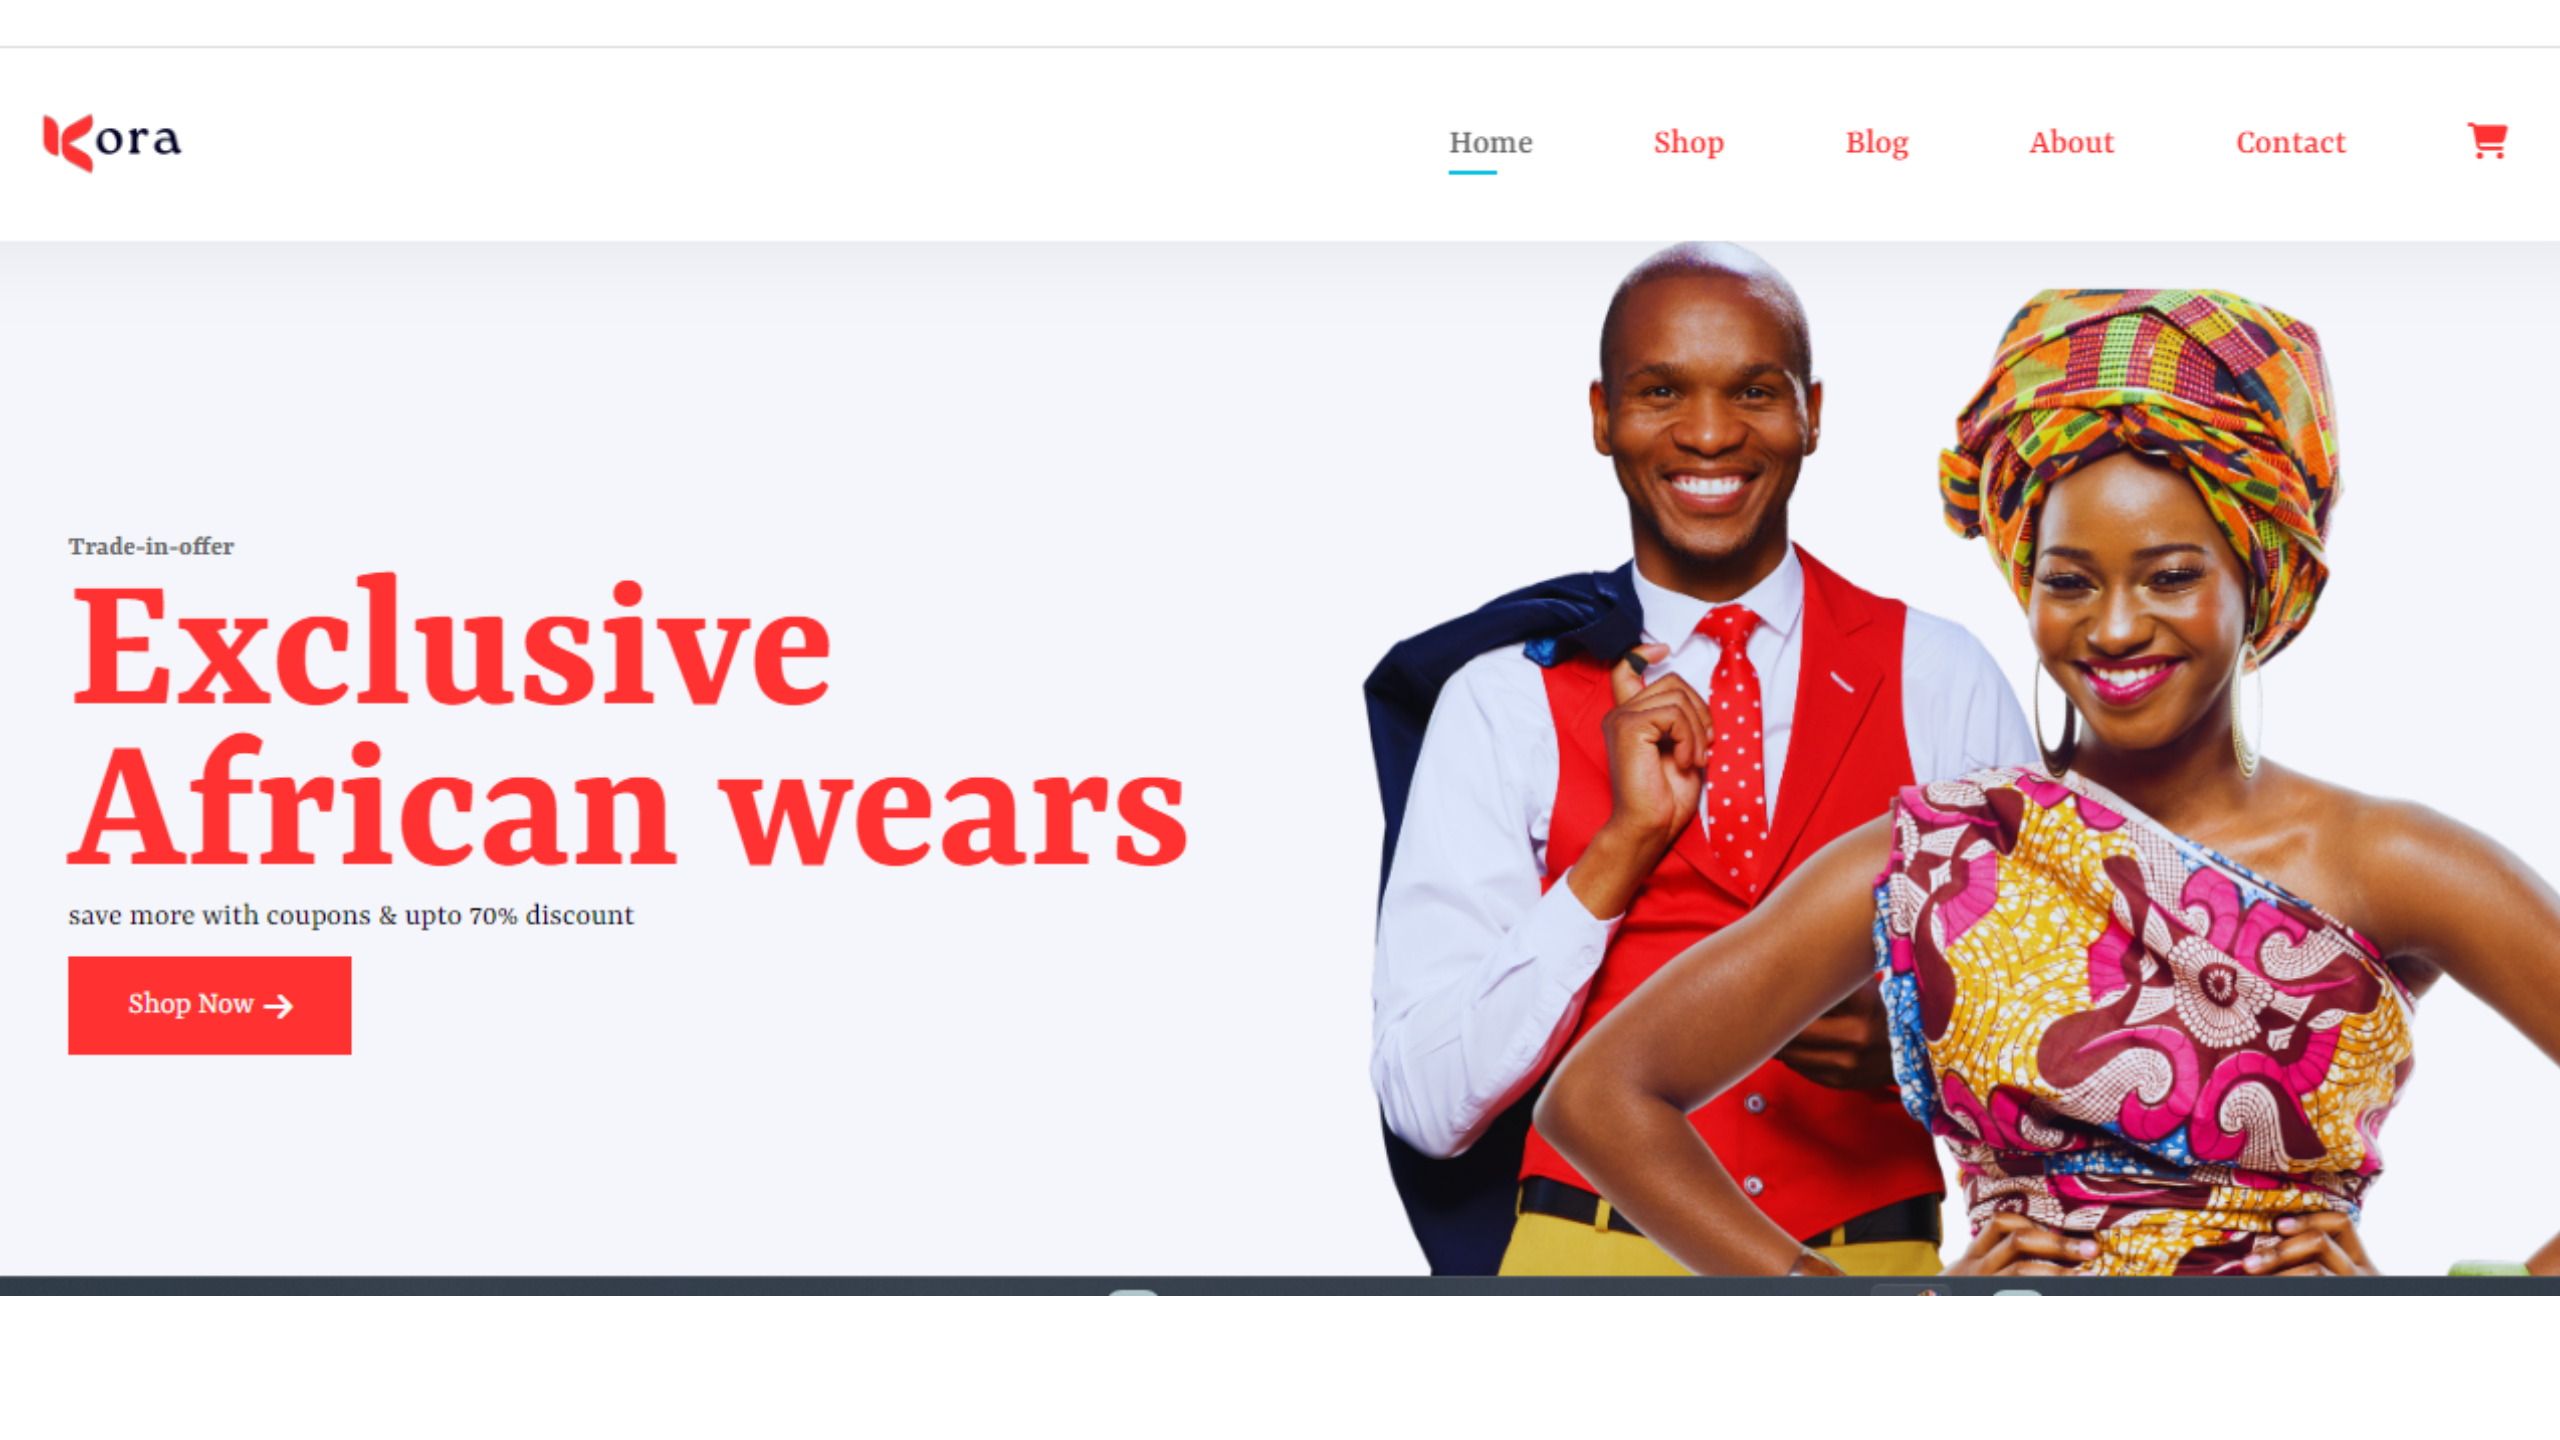 Kora
Home Shop Blog About Contact
Trade-in-offer
Exclusive
African wears
save more with coupons & upto 70% discount
Shop Now →